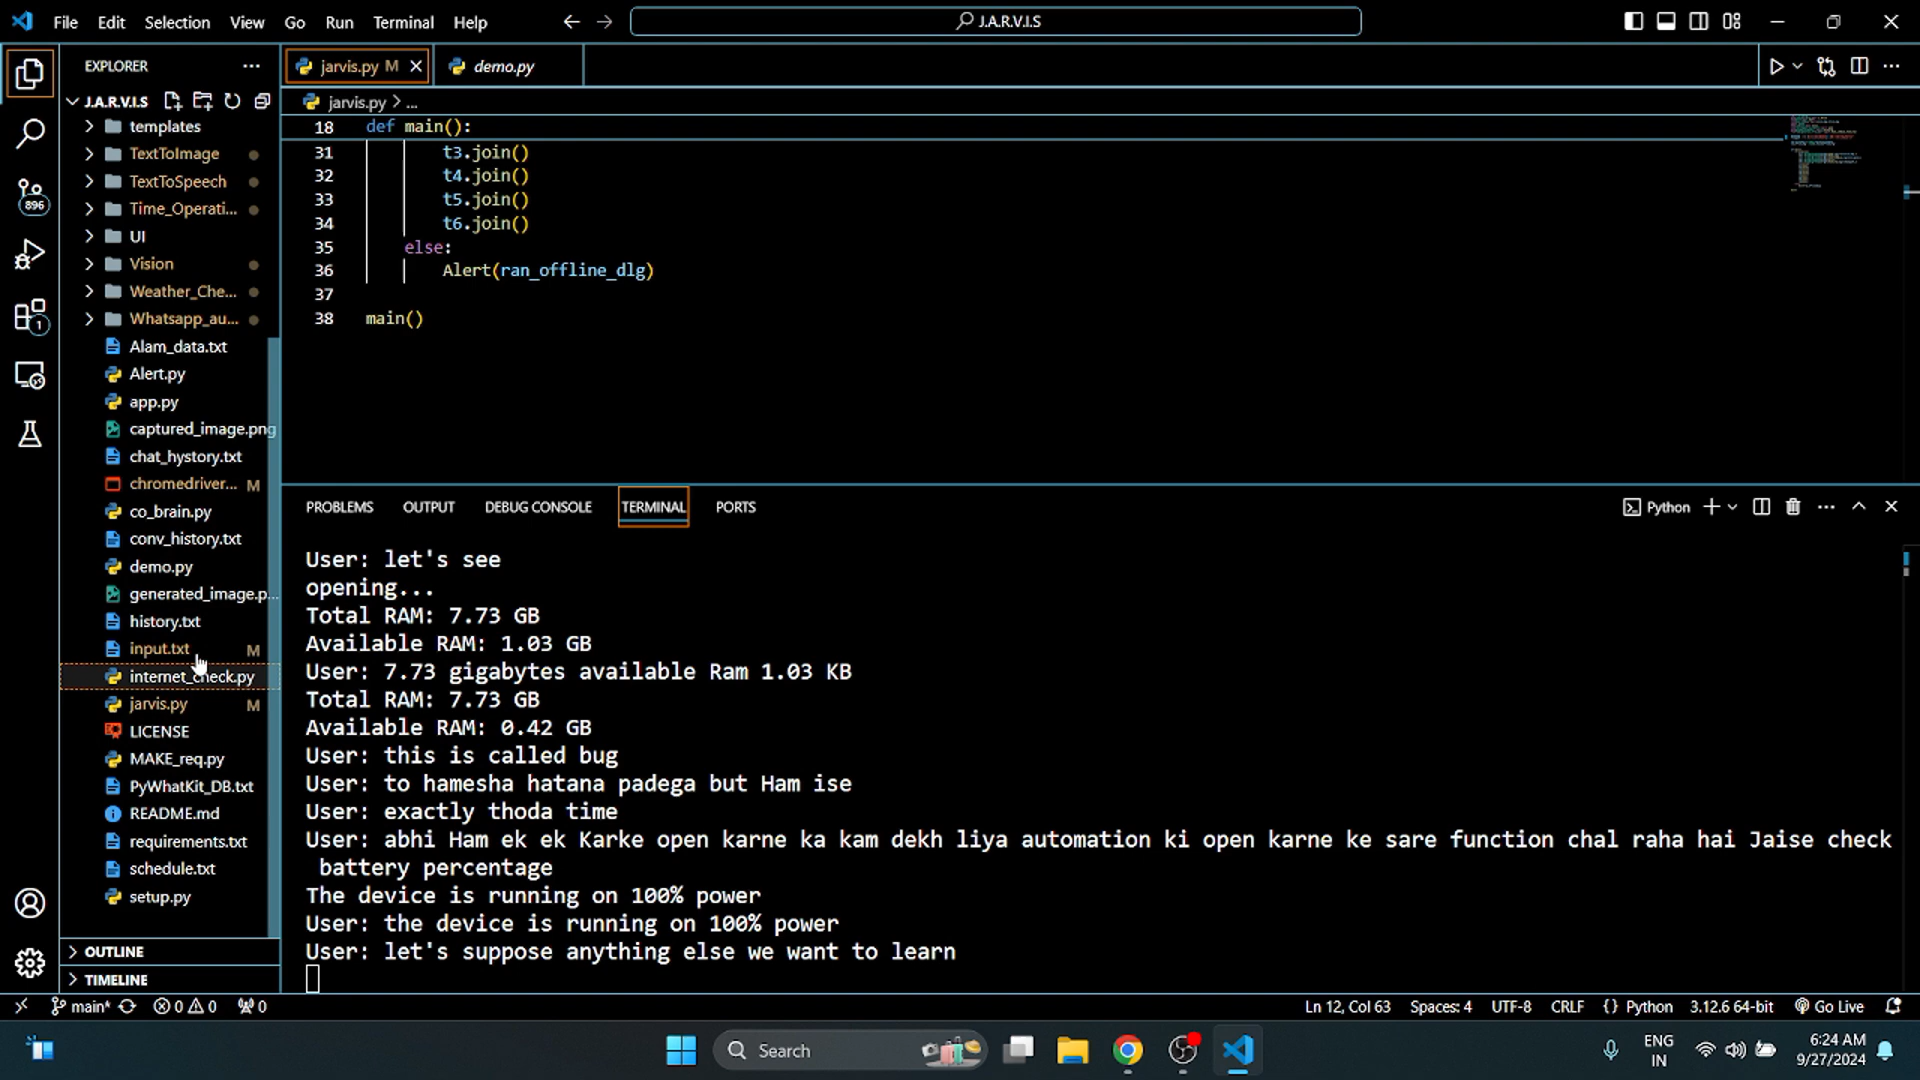 File Edit Selection View Go Run Terminal Help
J.A.R.V.I.S
EXPLORER
jarvis.py M
demo.py
J.A.R.V.I.S
jarvis.py > ...
templates
TextToImage
TextToSpeech
Time_Operati...
UI
Vision
Weather_Che...
Whatsapp_au...
Alam_data.txt
Alert.py
app.py
captured_image.png
chat_hystory.txt
chromedriver... M
co_brain.py
conv_history.txt
demo.py
generated_image.p...
history.txt
input.txt M
internet_check.py
jarvis.py M
LICENSE
MAKE_req.py
PyWhatKit_DB.txt
README.md
requirements.txt
schedule.txt
setup.py
OUTLINE
TIMELINE
896
1
18 def main():
31 t3.join()
32 t4.join()
33 t5.join()
34 t6.join()
35 else:
36 Alert(ran_offline_dlg)
37
38 main()
PROBLEMS OUTPUT DEBUG CONSOLE TERMINAL PORTS
Python
User: let's see
opening...
Total RAM: 7.73 GB
Available RAM: 1.03 GB
User: 7.73 gigabytes available Ram 1.03 KB
Total RAM: 7.73 GB
Available RAM: 0.42 GB
User: this is called bug
User: to hamesha hatana padega but Ham ise
User: exactly thoda time
User: abhi Ham ek ek Karke open karne ka kam dekh liya automation ki open karne ke sare function chal raha hai Jaise check
battery percentage
The device is running on 100% power
User: the device is running on 100% power
User: let's suppose anything else we want to learn
main* 0 0 0
Ln 12, Col 63 Spaces: 4 UTF-8 CRLF {} Python 3.12.6 64-bit Go Live
Search
ENG
IN
6:24 AM
9/27/2024